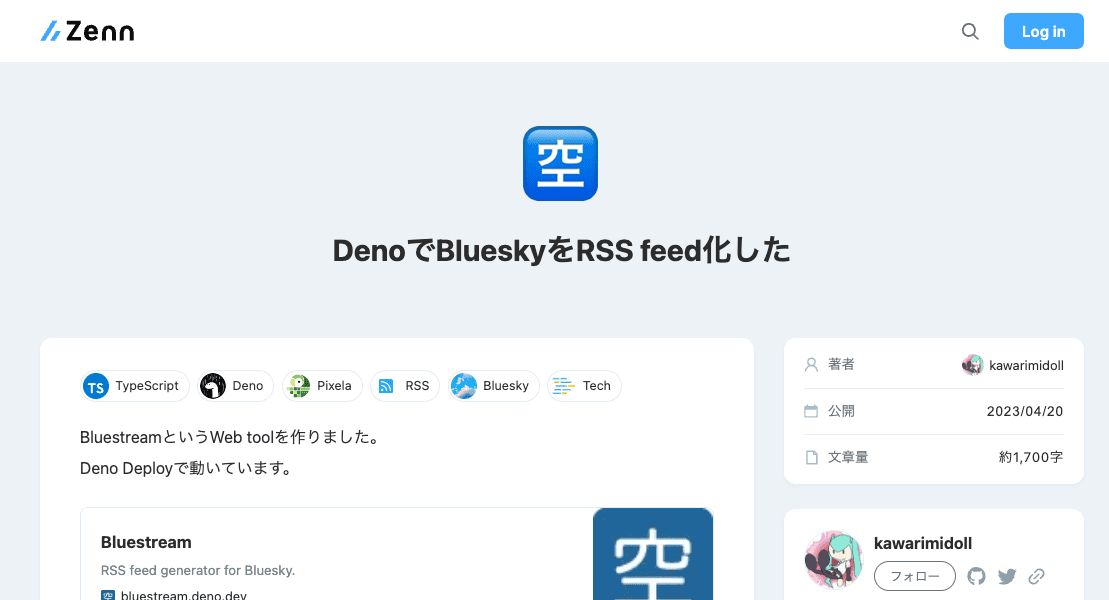 Zenn
Log in
空
DenoでBlueskyをRSS feed化した
TS TypeScript Deno Pixela RSS Bluesky Tech
BluestreamというWeb toolを作りました。
Deno Deployで動いています。
Bluestream
RSS feed generator for Bluesky.
空 bluestream.deno.dev
空
著者 kawarimidoll
公開 2023/04/20
文章量 約1,700字
kawarimidoll
フォロー